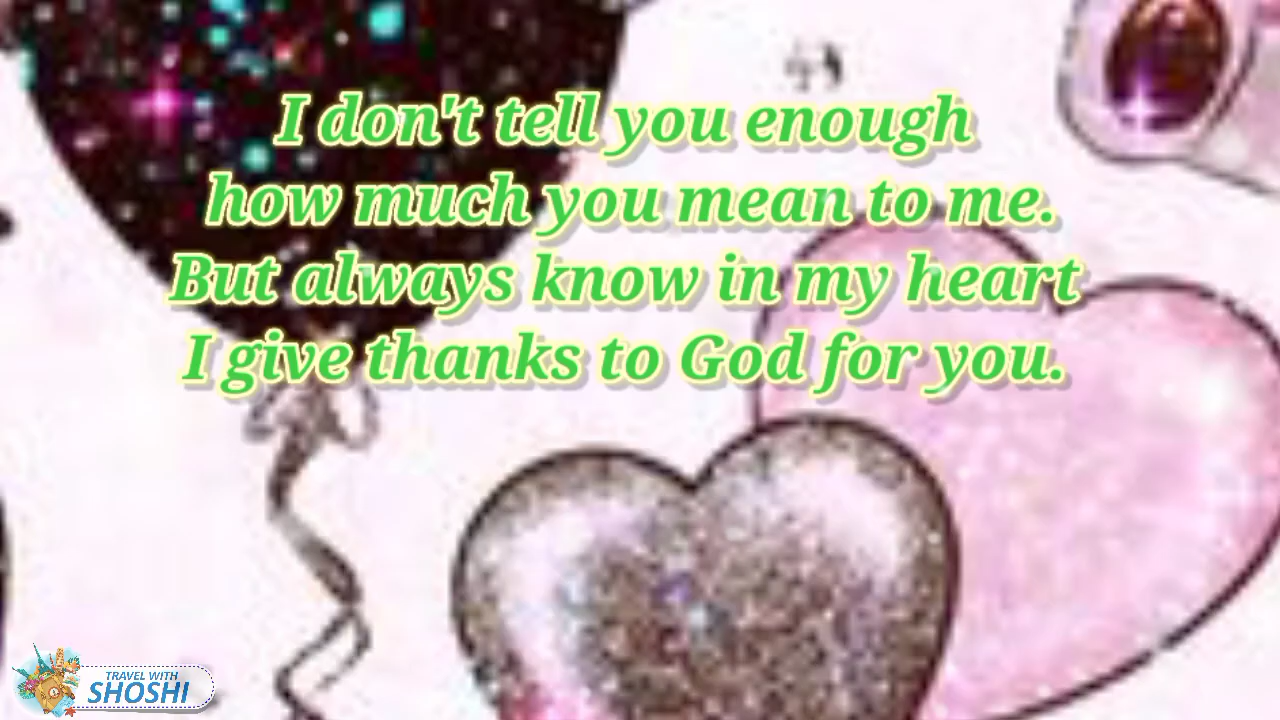 I don't tell you enough
how much you mean to me.
But always know in my heart
I give thanks to God for you.
TRAVEL WITH
SHOSHI